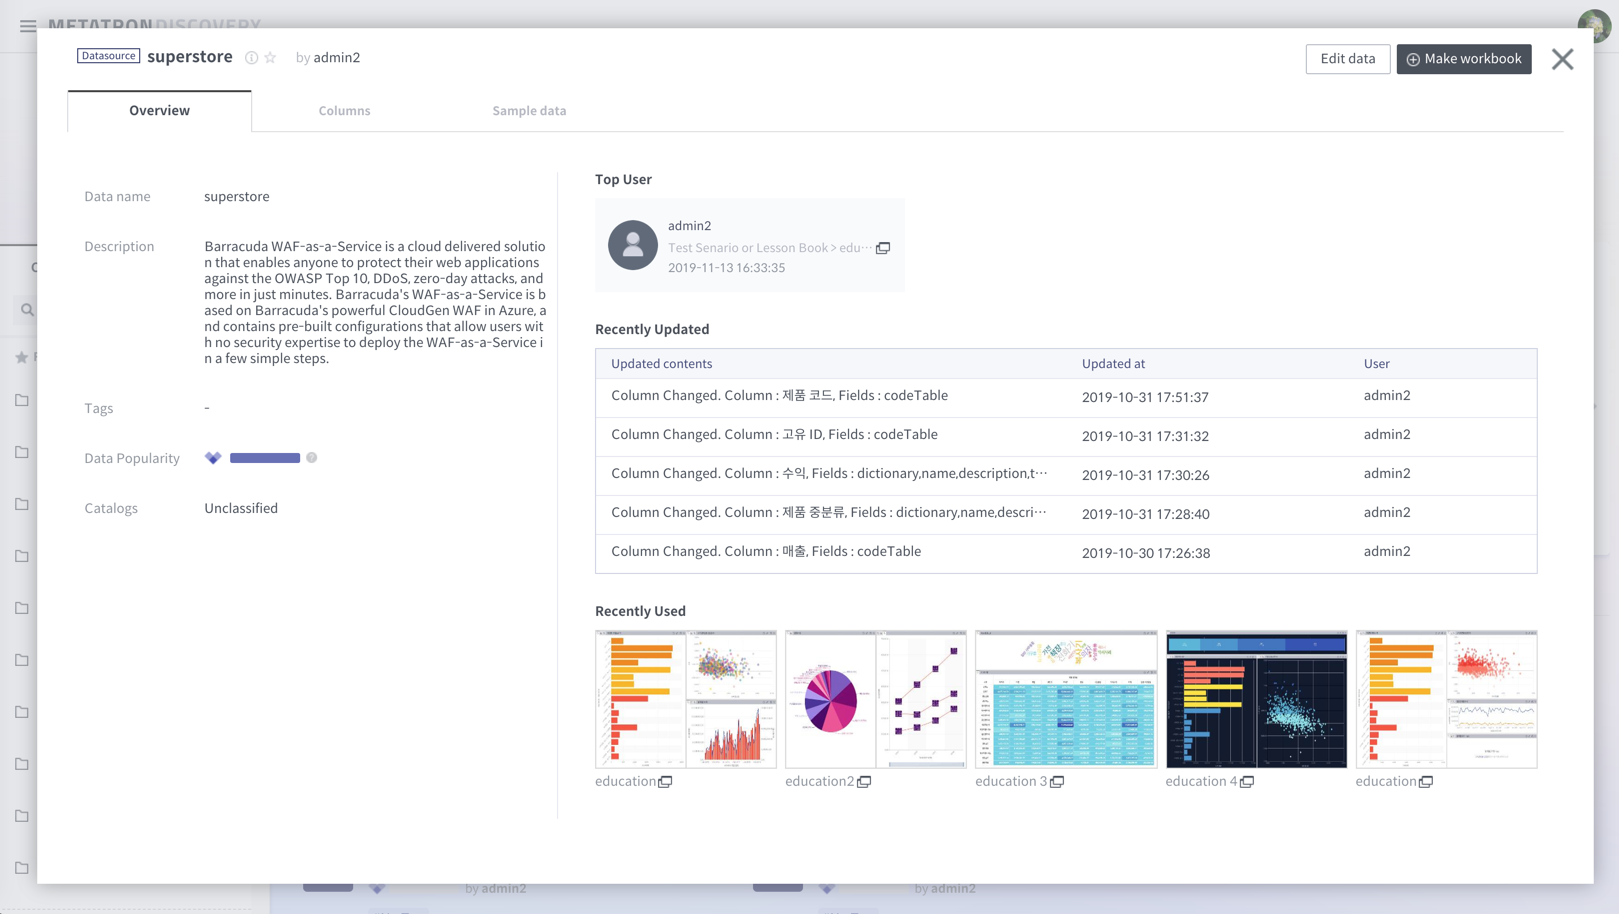 METATRON DISCOVERY
Datasource superstore by admin2
Edit data
Make workbook
Overview
Columns
Sample data
Data name
superstore
Description
Barracuda WAF-as-a-Service is a cloud delivered solutio
n that enables anyone to protect their web applications
against the OWASP Top 10, DDoS, zero-day attacks, and
more in just minutes. Barracuda's WAF-as-a-Service is b
ased on Barracuda's powerful CloudGen WAF in Azure, a
nd contains pre-built configurations that allow users wit
h no security expertise to deploy the WAF-as-a-Service i
n a few simple steps.
Tags
-
Data Popularity
Catalogs
Unclassified
Top User
admin2
Test Senario or Lesson Book > edu···
2019-11-13 16:33:35
Recently Updated
Updated contents Updated at User
Column Changed. Column : 제품 코드, Fields : codeTable 2019-10-31 17:51:37 admin2
Column Changed. Column : 고유 ID, Fields : codeTable 2019-10-31 17:31:32 admin2
Column Changed. Column : 수익, Fields : dictionary,name,description,t··· 2019-10-31 17:30:26 admin2
Column Changed. Column : 제품 중분류, Fields : dictionary,name,descri··· 2019-10-31 17:28:40 admin2
Column Changed. Column : 매출, Fields : codeTable 2019-10-30 17:26:38 admin2
Recently Used
education
education2
education 3
education 4
education
by admin2
by admin2